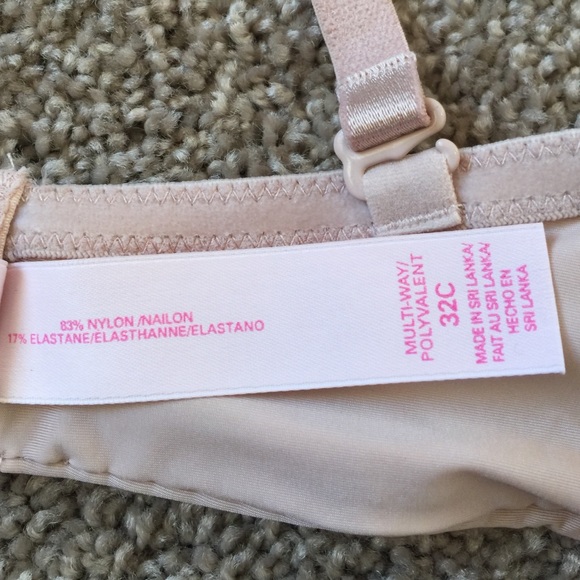 83% NYLON /NAILON
17% ELASTANE/ÉLASTHANNE/ELASTANO
MULTI-WAY/
POLYVALENT
32C
MADE IN SRI LANKA/
FAIT AU SRI LANKA/
HECHO EN
SRI LANKA